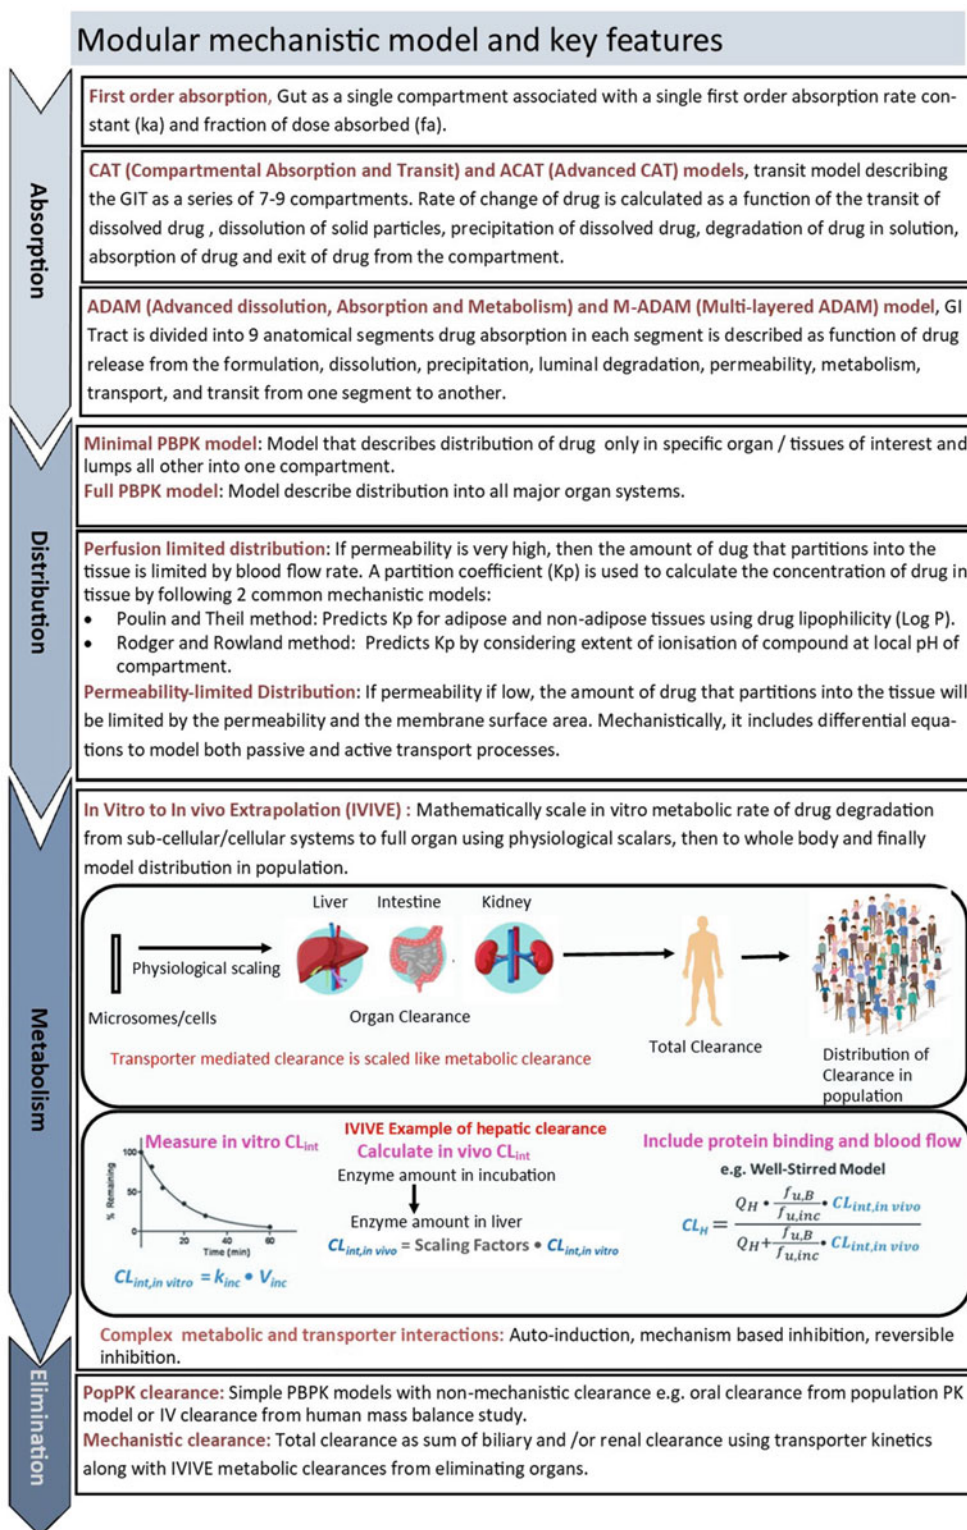 Modular mechanistic model and key features
Absorption
First order absorption, Gut as a single compartment associated with a single first order absorption rate con-
stant (ka) and fraction of dose absorbed (fa).
CAT (Compartmental Absorption and Transit) and ACAT (Advanced CAT) models, transit model describing
the GIT as a series of 7-9 compartments. Rate of change of drug is calculated as a function of the transit of
dissolved drug , dissolution of solid particles, precipitation of dissolved drug, degradation of drug in solution,
absorption of drug and exit of drug from the compartment.
ADAM (Advanced dissolution, Absorption and Metabolism) and M-ADAM (Multi-layered ADAM) model, GI
Tract is divided into 9 anatomical segments drug absorption in each segment is described as function of drug
release from the formulation, dissolution, precipitation, luminal degradation, permeability, metabolism,
transport, and transit from one segment to another.
Distribution
Minimal PBPK model: Model that describes distribution of drug only in specific organ / tissues of interest and
lumps all other into one compartment.
Full PBPK model: Model describe distribution into all major organ systems.
Perfusion limited distribution: If permeability is very high, then the amount of dug that partitions into the
tissue is limited by blood flow rate. A partition coefficient (Kp) is used to calculate the concentration of drug in
tissue by following 2 common mechanistic models:
• Poulin and Theil method: Predicts Kp for adipose and non-adipose tissues using drug lipophilicity (Log P).
• Rodger and Rowland method: Predicts Kp by considering extent of ionisation of compound at local pH of
compartment.
Permeability-limited Distribution: If permeability if low, the amount of drug that partitions into the tissue will
be limited by the permeability and the membrane surface area. Mechanistically, it includes differential equa-
tions to model both passive and active transport processes.
Metabolism
In Vitro to In vivo Extrapolation (IVIVE) : Mathematically scale in vitro metabolic rate of drug degradation
from sub-cellular/cellular systems to full organ using physiological scalars, then to whole body and finally
model distribution in population.
Liver Intestine Kidney
Physiological scaling
Microsomes/cells
Organ Clearance
Total Clearance
Distribution of
Clearance in
population
Transporter mediated clearance is scaled like metabolic clearance
IVIVE Example of hepatic clearance
Measure in vitro CLint
% Remaining
100
50
0
0 20 40 60
Time (min)
CLint,in vitro = kinc • Vinc
Calculate in vivo CLint
Enzyme amount in incubation
Enzyme amount in liver
CLint,in vivo = Scaling Factors • CLint,in vitro
Include protein binding and blood flow
e.g. Well-Stirred Model
CLH = (QH • fu,B/fu,inc • CLint,in vivo) / (QH + fu,B/fu,inc • CLint,in vivo)
Complex metabolic and transporter interactions: Auto-induction, mechanism based inhibition, reversible
inhibition.
Elimination
PopPK clearance: Simple PBPK models with non-mechanistic clearance e.g. oral clearance from population PK
model or IV clearance from human mass balance study.
Mechanistic clearance: Total clearance as sum of biliary and /or renal clearance using transporter kinetics
along with IVIVE metabolic clearances from eliminating organs.